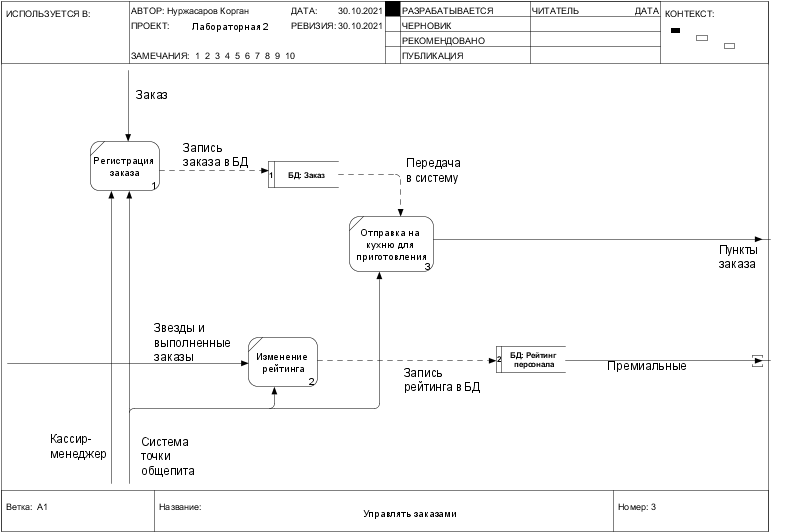 ИСПОЛЬЗУЕТСЯ В:
АВТОР: Нуржасаров Корган
ДАТА: 30.10.2021
РАЗРАБАТЫВАЕТСЯ
ЧИТАТЕЛЬ
ДАТА
КОНТЕКСТ:
ПРОЕКТ: Лабораторная 2
РЕВИЗИЯ: 30.10.2021
ЧЕРНОВИК
РЕКОМЕНДОВАНО
ЗАМЕЧАНИЯ: 1 2 3 4 5 6 7 8 9 10
ПУБЛИКАЦИЯ
Заказ
Регистрация
заказа
1
Запись
заказа в БД
1
БД: Заказ
Передача
в систему
Отправка на
кухню для
приготовления
3
Пункты
заказа
Звезды и
выполненные
заказы
Изменение
рейтинга
2
Запись
рейтинга в БД
2
БД: Рейтинг
персонала
Премиальные
Кассир-
менеджер
Система
точки
общепита
Ветка: А1
Название:
Управлять заказами
Номер: 3